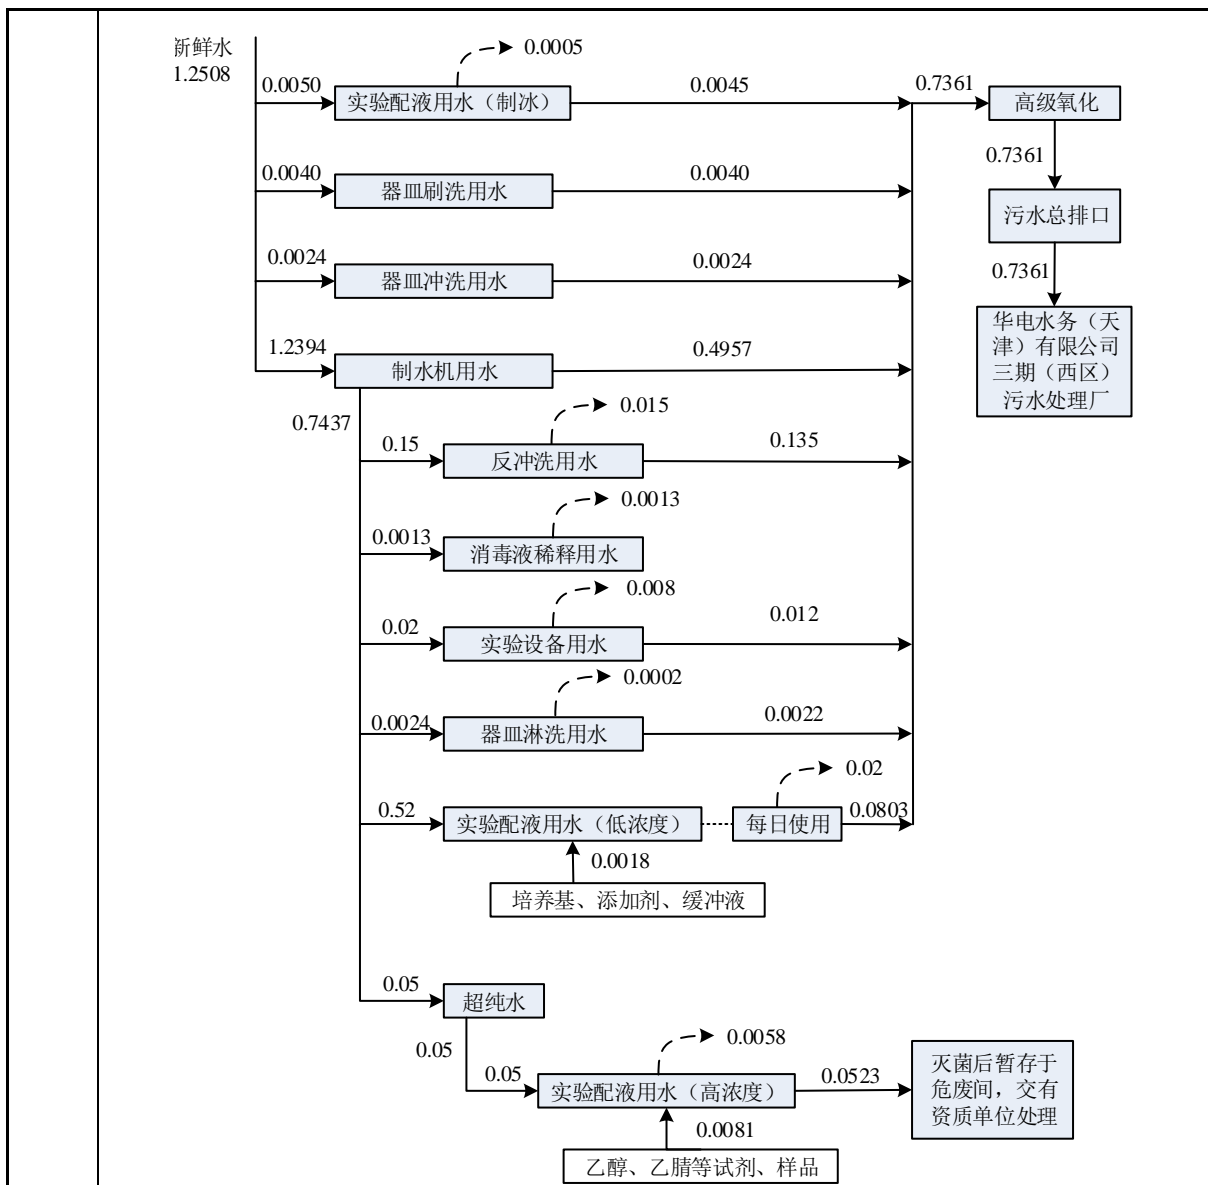 新鲜水
1.2508
0.0005
0.0050
实验配液用水（制冰）
0.0045
0.7361
高级氧化
0.7361
0.0040
器皿刷洗用水
0.0040
污水总排口
0.7361
0.0024
器皿冲洗用水
0.0024
华电水务（天
津）有限公司
三期（西区）
污水处理厂
1.2394
制水机用水
0.4957
0.7437
0.015
0.15
反冲洗用水
0.135
0.0013
0.0013
消毒液稀释用水
0.008
0.02
实验设备用水
0.012
0.0002
0.0024
器皿淋洗用水
0.0022
0.02
0.52
实验配液用水（低浓度）
每日使用
0.0803
0.0018
培养基、添加剂、缓冲液
0.05
超纯水
0.05
0.0058
0.05
实验配液用水（高浓度）
0.0523
灭菌后暂存于
危废间，交有
资质单位处理
0.0081
乙醇、乙腈等试剂、样品